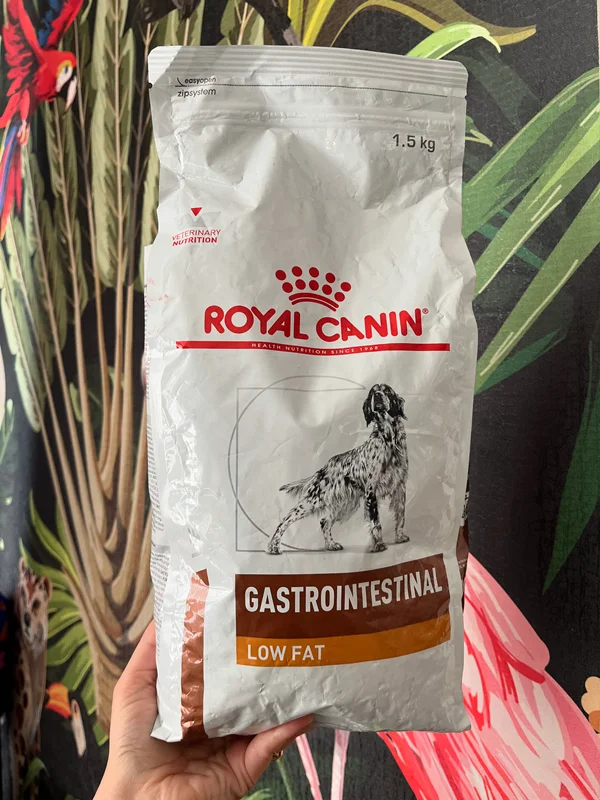 easyopen
zipsystem
1.5 kg
VETERINARY
NUTRITION
ROYAL CANIN®
HEALTH NUTRITION SINCE 1968
GASTROINTESTINAL
LOW FAT